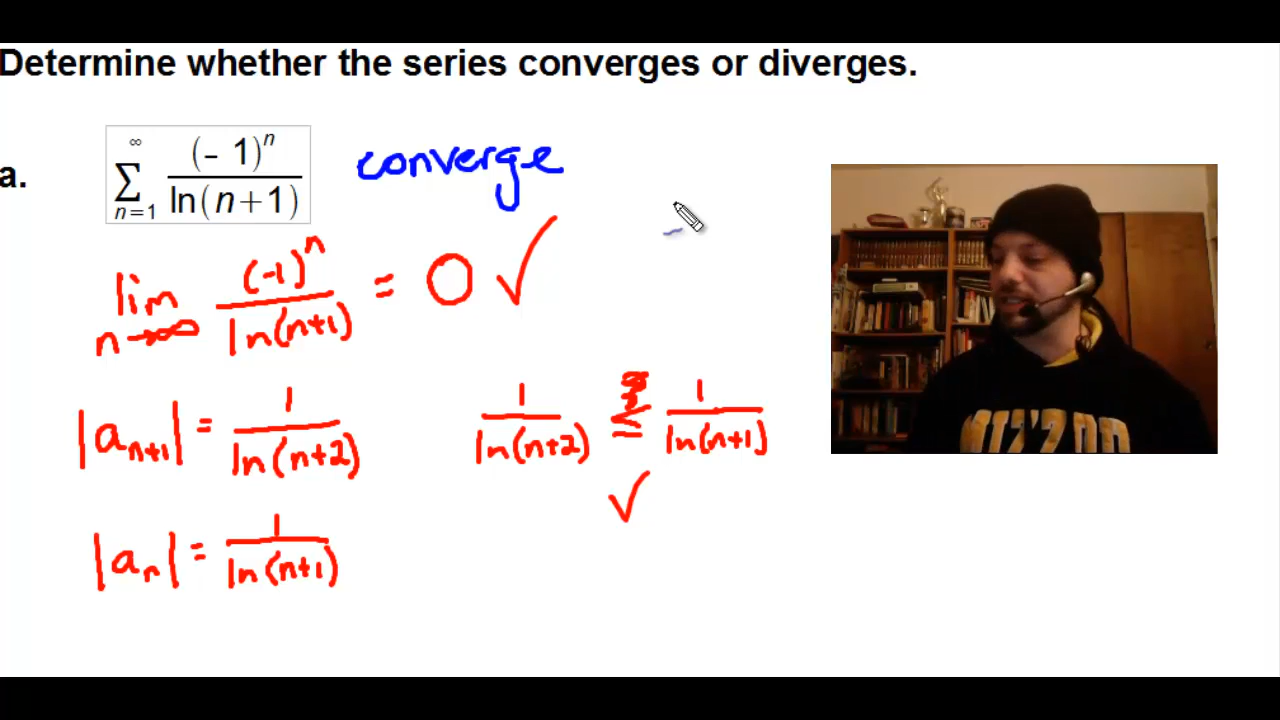 Determine whether the series converges or diverges.
a. ∑_{n=1}^{∞} (-1)^n / ln(n+1) converge
lim_{n→∞} (-1)^n / ln(n+1) = 0 ✓
|a_{n+1}| = 1 / ln(n+2)
1 / ln(n+2) ≤ 1 / ln(n+1)
✓
|a_n| = 1 / ln(n+1)